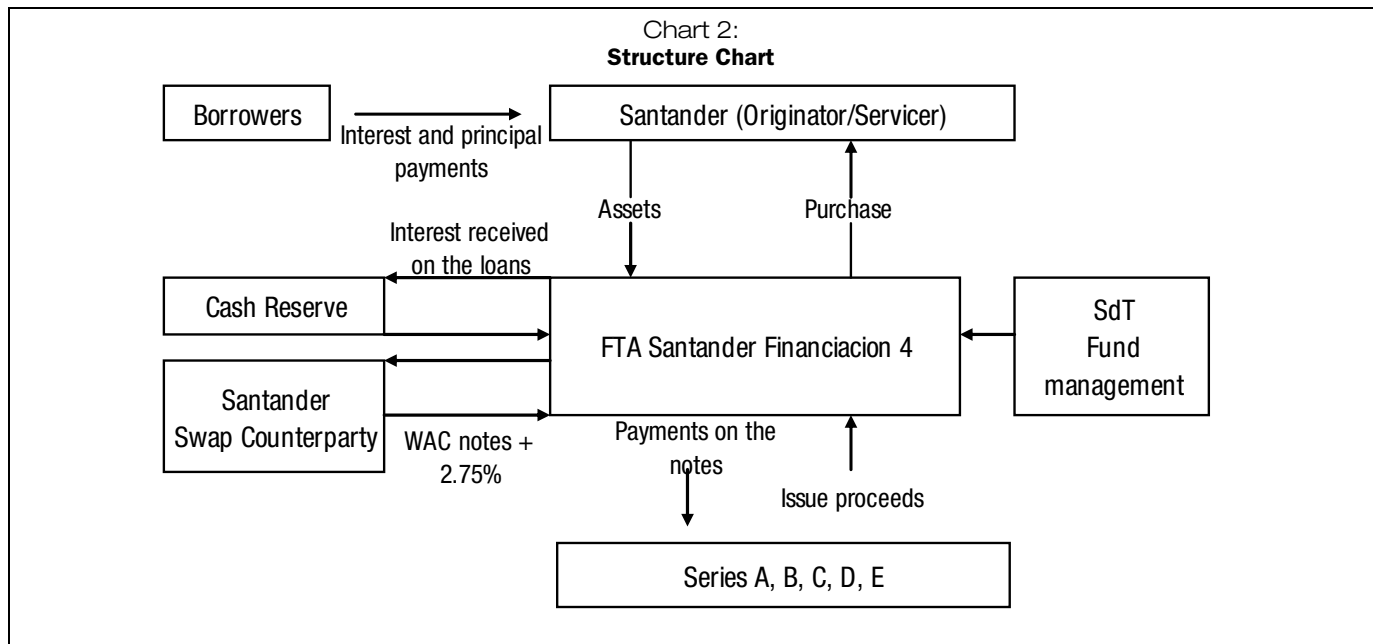 Chart 2:
Structure Chart
Borrowers
Interest and principal
payments
Santander (Originator/Servicer)
Assets
Purchase
Interest received
on the loans
Cash Reserve
FTA Santander Financiacion 4
SdT
Fund
management
Santander
Swap Counterparty
WAC notes +
2.75%
Payments on the
notes
Issue proceeds
Series A, B, C, D, E